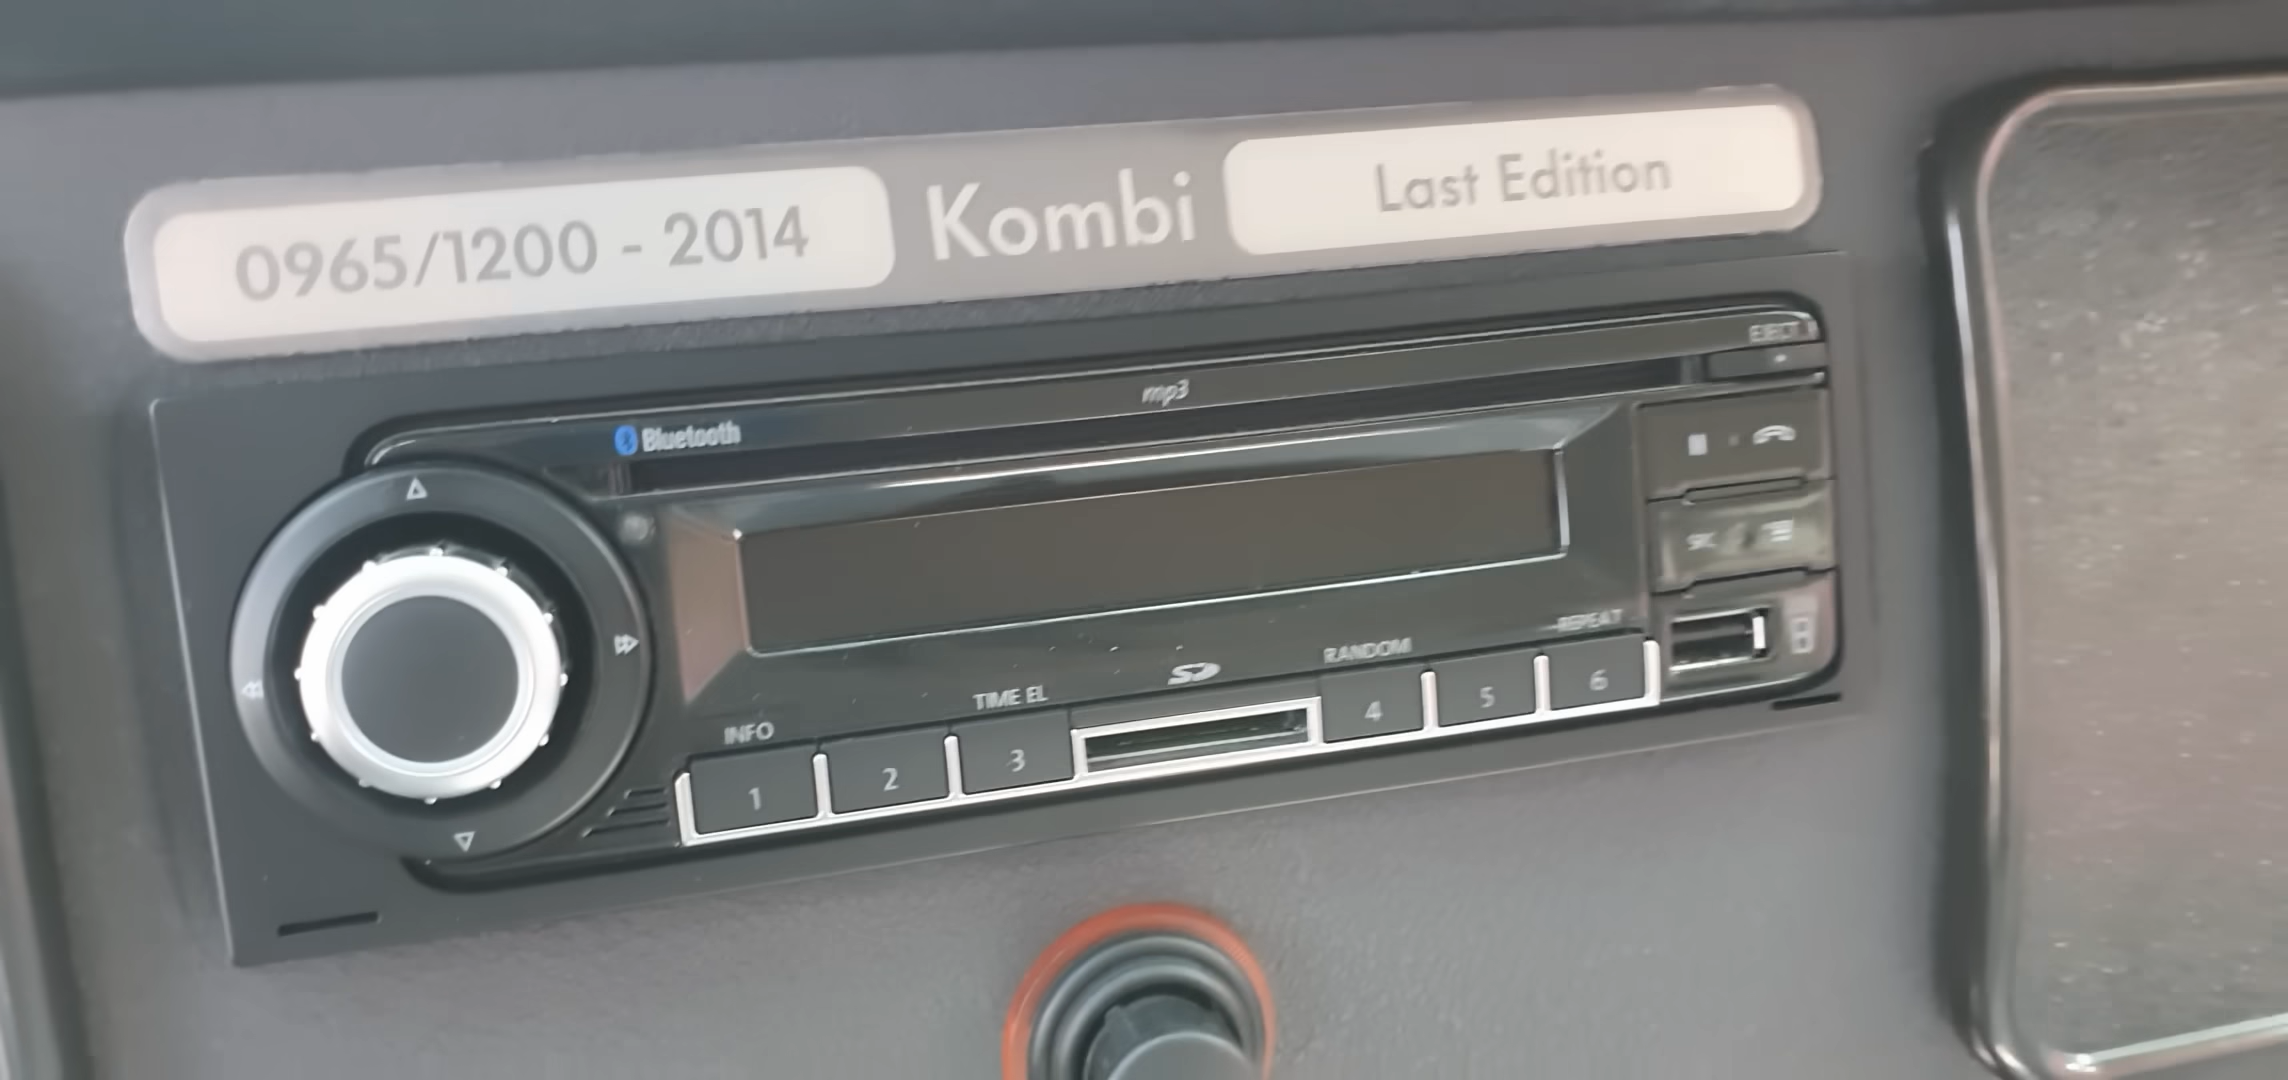 0965/1200 - 2014 Kombi Last Edition
EJECT
mp3
Bluetooth
SRC
REPEAT
RANDOM
SD
TIME EL
INFO
1 2 3 4 5 6